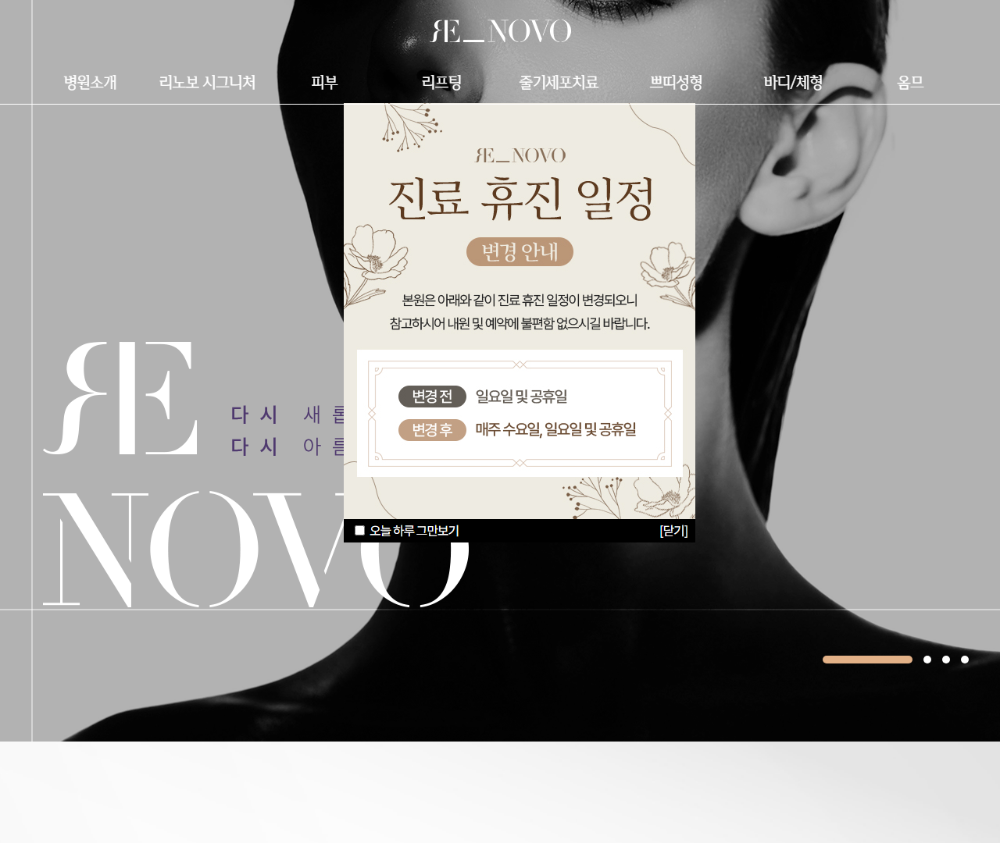 RE_NOVO
병원소개 리노보 시그니처 피부 리프팅 줄기세포치료 쁘띠성형 바디/체형 옴므
RE_NOVO
진료 휴진 일정
변경 안내
본원은 아래와 같이 진료 휴진 일정이 변경되오니
참고하시어 내원 및 예약에 불편함 없으시길 바랍니다.
변경 전 일요일 및 공휴일
변경 후 매주 수요일, 일요일 및 공휴일
오늘 하루 그만보기 [닫기]
RE
다시 새롭
다시 아름
NOVO